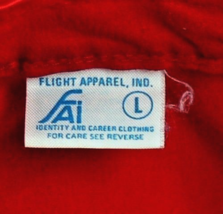 FLIGHT APPAREL, IND.
FAi
L
IDENTITY AND CAREER CLOTHING
FOR CARE SEE REVERSE